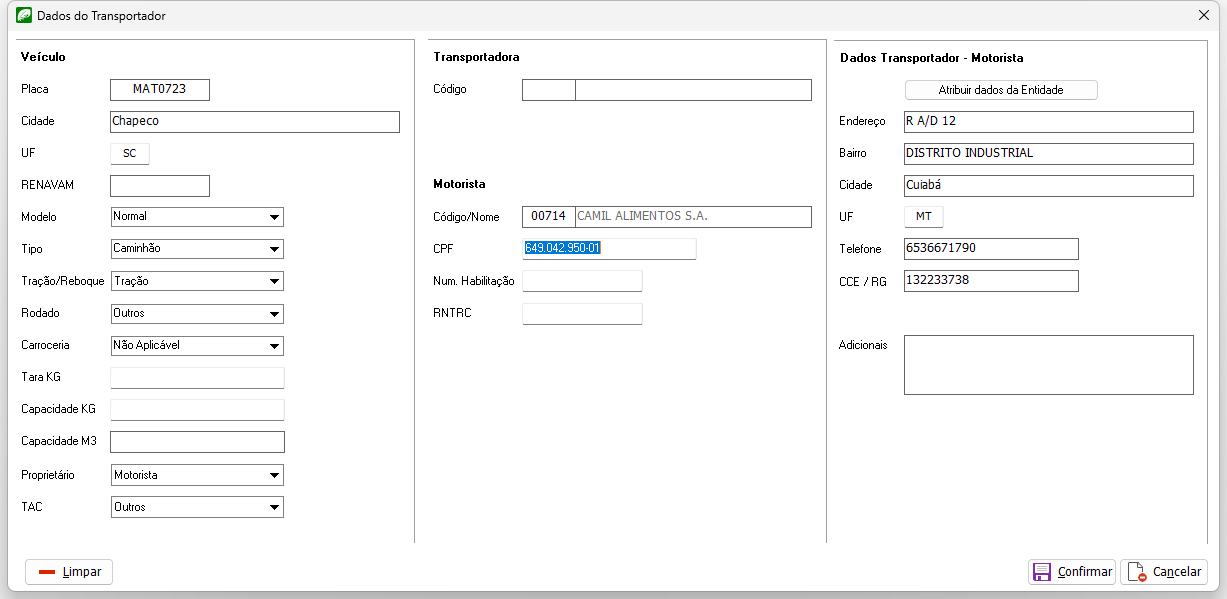 Dados do Transportador
Veículo
Placa MAT0723
Cidade Chapeco
UF SC
RENAVAM
Modelo Normal
Tipo Caminhão
Tração/Reboque Tração
Rodado Outros
Carroceria Não Aplicável
Tara KG
Capacidade KG
Capacidade M3
Proprietário Motorista
TAC Outros
Transportadora
Código
Motorista
Código/Nome 00714 CAMIL ALIMENTOS S.A.
CPF 649.042.950-01
Num. Habilitação
RNTRC
Dados Transportador - Motorista
Atribuir dados da Entidade
Endereço R A/D 12
Bairro DISTRITO INDUSTRIAL
Cidade Cuiabá
UF MT
Telefone 6536671790
CCE / RG 132233738
Adicionais
Limpar
Confirmar
Cancelar